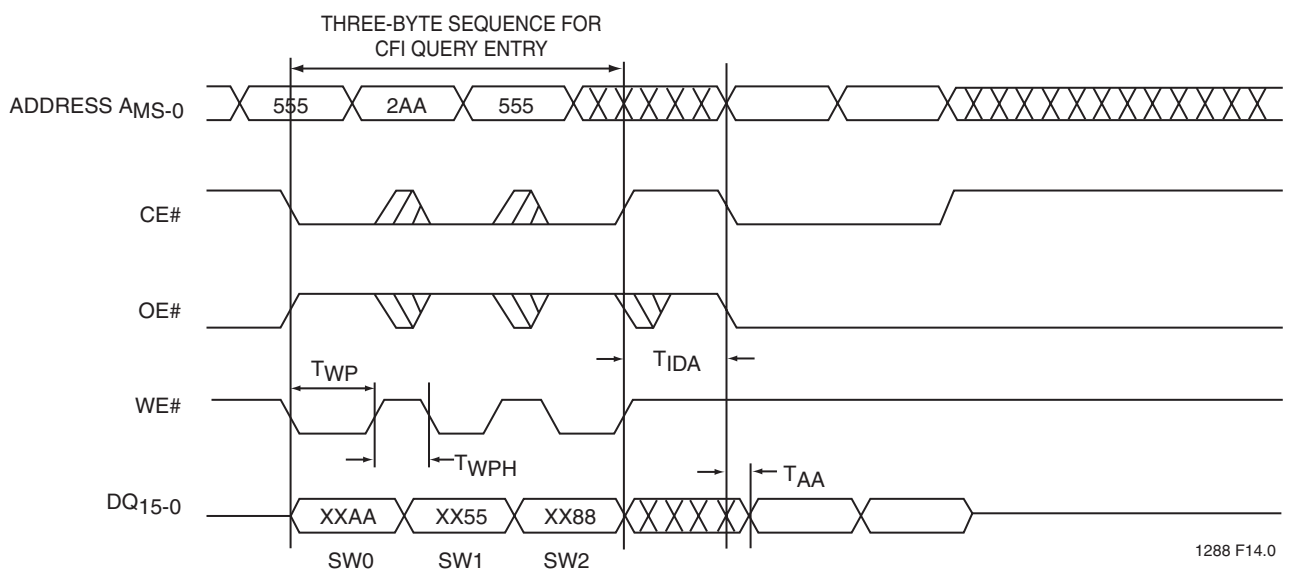 THREE-BYTE SEQUENCE FOR
CFI QUERY ENTRY
ADDRESS AMS-0
555 2AA 555
CE#
OE#
TIDA
TWP
WE#
TWPH
TAA
DQ15-0
XXAA XX55 XX88
SW0 SW1 SW2
1288 F14.0